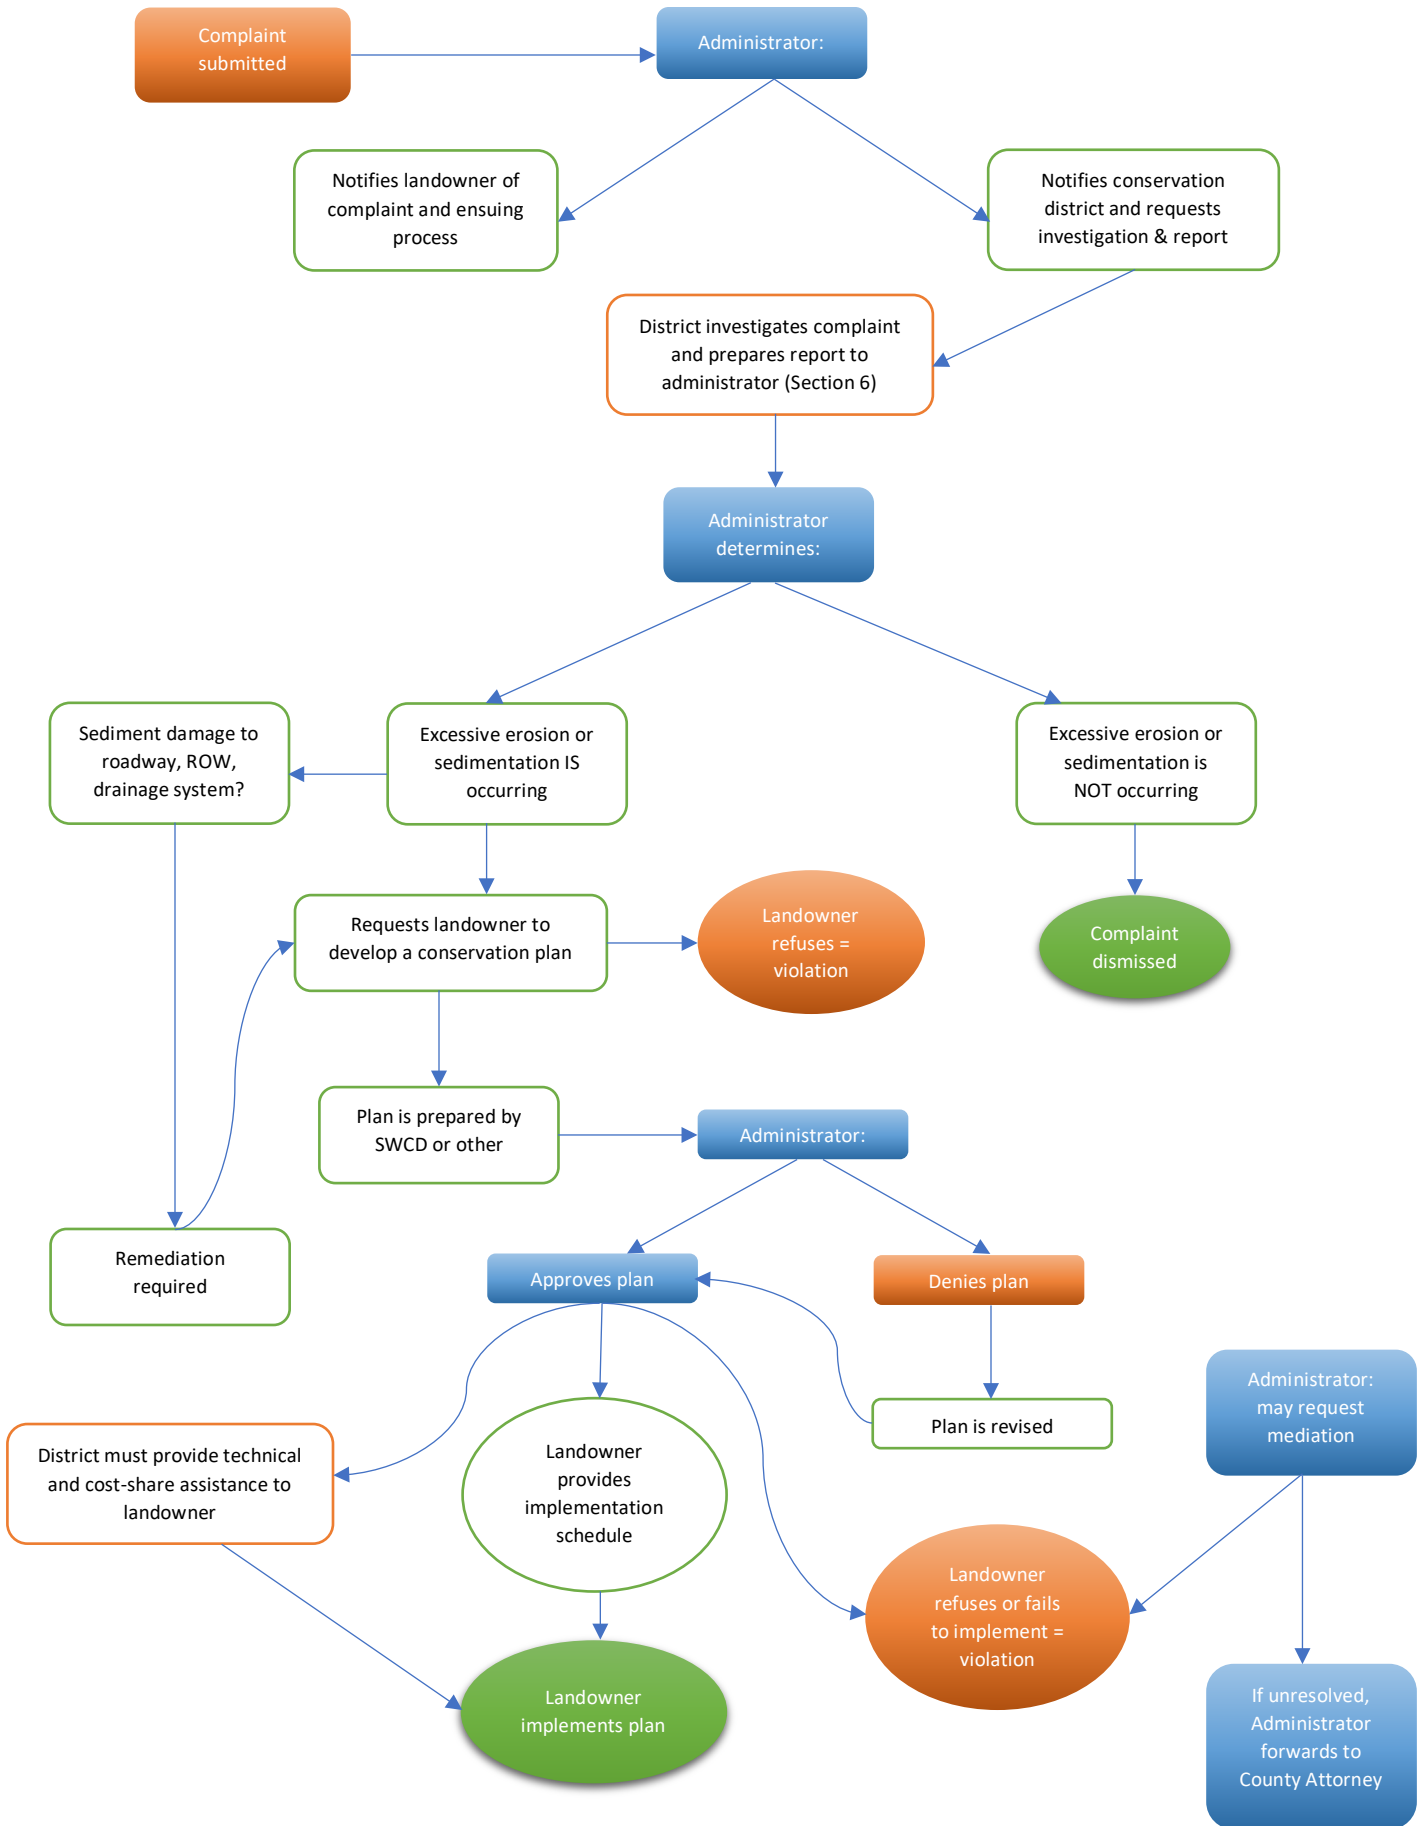 Complaint
submitted
Administrator:
Notifies landowner of
complaint and ensuing
process
Notifies conservation
district and requests
investigation & report
District investigates complaint
and prepares report to
administrator (Section 6)
Administrator
determines:
Sediment damage to
roadway, ROW,
drainage system?
Excessive erosion or
sedimentation IS
occurring
Excessive erosion or
sedimentation is
NOT occurring
Requests landowner to
develop a conservation plan
Landowner
refuses =
violation
Complaint
dismissed
Plan is prepared by
SWCD or other
Administrator:
Remediation
required
Approves plan
Denies plan
Plan is revised
Administrator:
may request
mediation
District must provide technical
and cost-share assistance to
landowner
Landowner
provides
implementation
schedule
Landowner
refuses or fails
to implement =
violation
Landowner
implements plan
If unresolved,
Administrator
forwards to
County Attorney